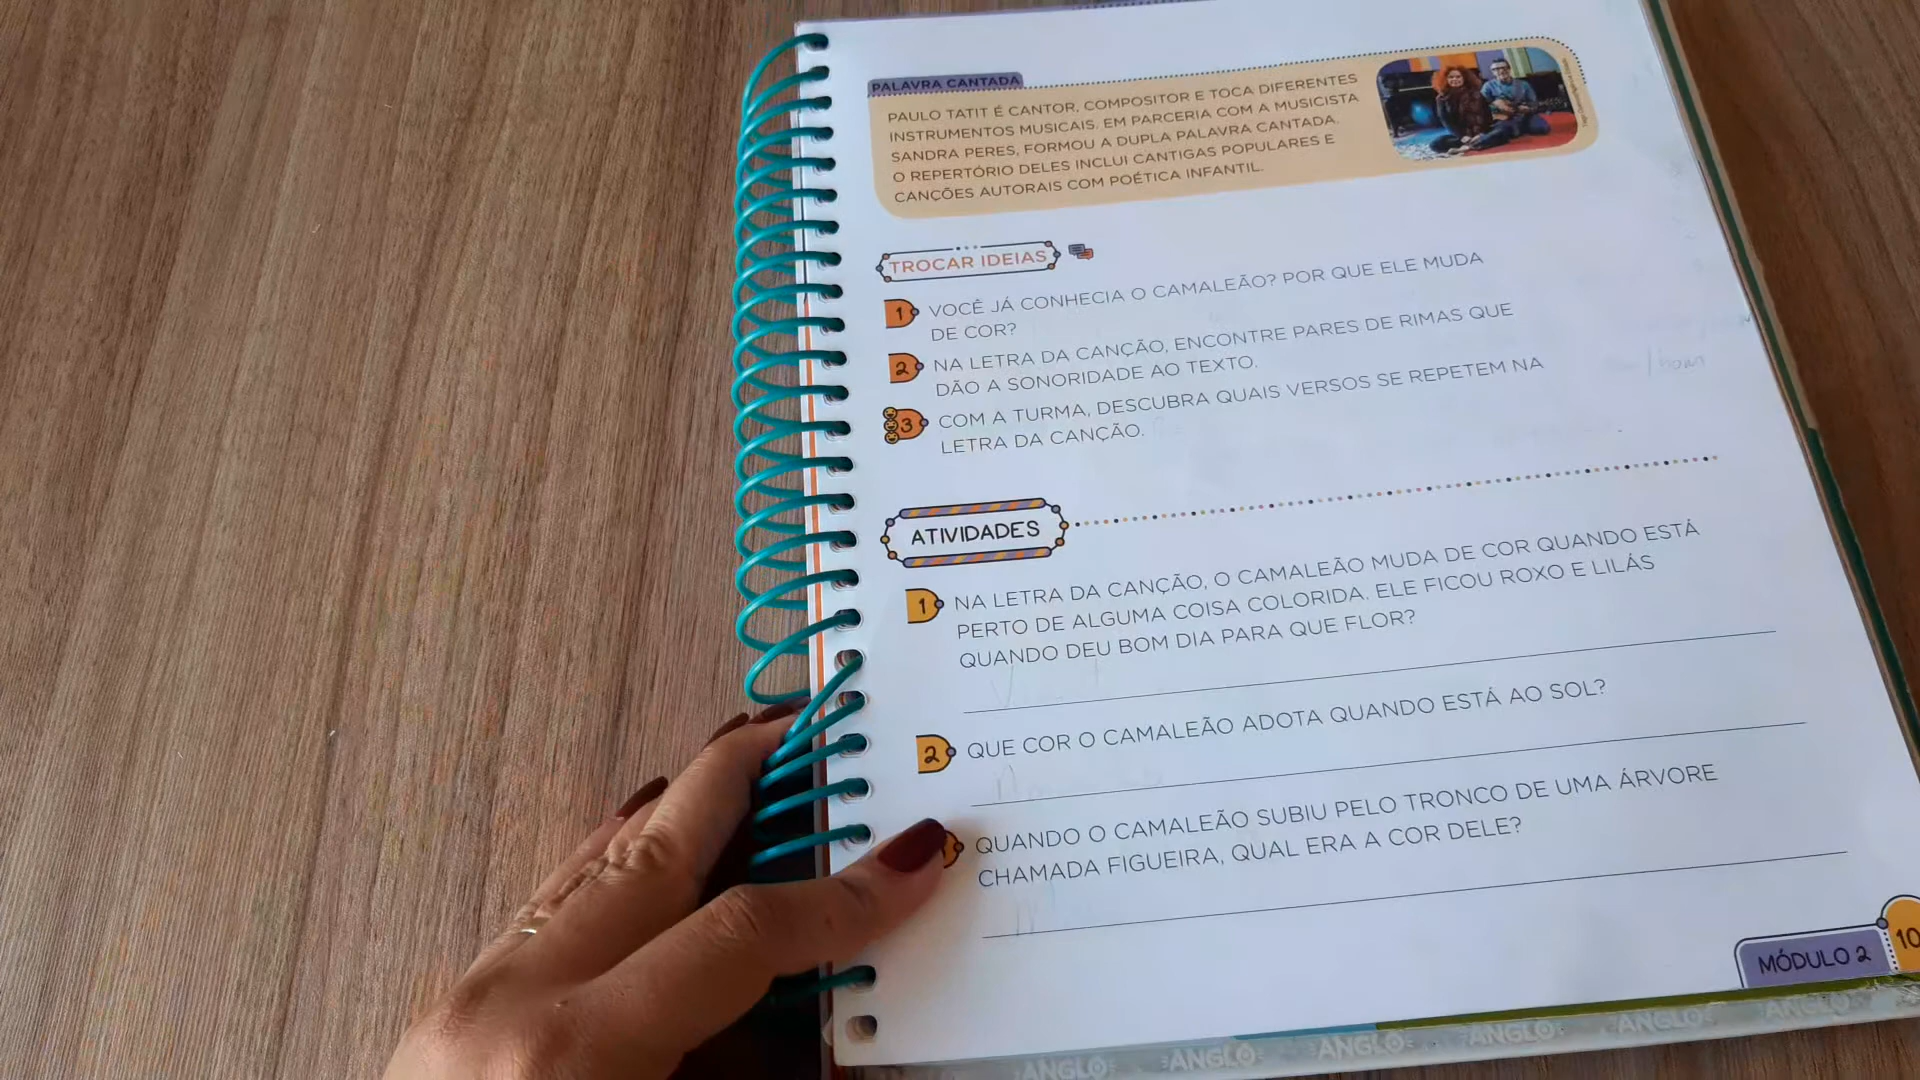 PALAVRA CANTADA
PAULO TATIT É CANTOR, COMPOSITOR E TOCA DIFERENTES
INSTRUMENTOS MUSICAIS. EM PARCERIA COM A MUSICISTA
SANDRA PERES, FORMOU A DUPLA PALAVRA CANTADA.
O REPERTÓRIO DELES INCLUI CANTIGAS POPULARES E
CANÇÕES AUTORAIS COM POÉTICA INFANTIL.
TROCAR IDEIAS
1 VOCÊ JÁ CONHECIA O CAMALEÃO? POR QUE ELE MUDA
DE COR?
2 NA LETRA DA CANÇÃO, ENCONTRE PARES DE RIMAS QUE
DÃO A SONORIDADE AO TEXTO.
3 COM A TURMA, DESCUBRA QUAIS VERSOS SE REPETEM NA
LETRA DA CANÇÃO.
ATIVIDADES
1 NA LETRA DA CANÇÃO, O CAMALEÃO MUDA DE COR QUANDO ESTÁ
PERTO DE ALGUMA COISA COLORIDA. ELE FICOU ROXO E LILÁS
QUANDO DEU BOM DIA PARA QUE FLOR?
2 QUE COR O CAMALEÃO ADOTA QUANDO ESTÁ AO SOL?
QUANDO O CAMALEÃO SUBIU PELO TRONCO DE UMA ÁRVORE
CHAMADA FIGUEIRA, QUAL ERA A COR DELE?
MÓDULO 2 10
ANGLO ANGLO ANGLO ANGLO ANGLO ANGLO